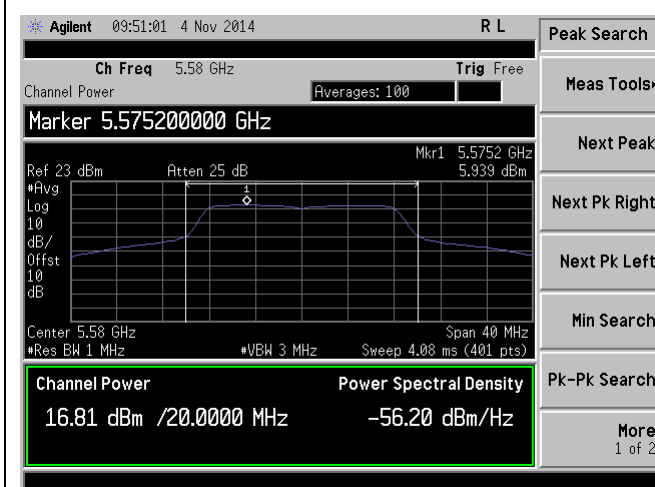 Agilent 09:51:01 4 Nov 2014 R L
Ch Freq 5.58 GHz Trig Free
Channel Power Averages: 100
Marker 5.575200000 GHz
Mkr1 5.5752 GHz
Ref 23 dBm Atten 25 dB 5.939 dBm
#Avg
Log
10
dB/
Offst
10
dB
1
Center 5.58 GHz Span 40 MHz
#Res BW 1 MHz #VBW 3 MHz Sweep 4.08 ms (401 pts)
Channel Power Power Spectral Density
16.81 dBm /20.0000 MHz -56.20 dBm/Hz
Peak Search
Meas Tools
Next Peak
Next Pk Right
Next Pk Left
Min Search
Pk-Pk Search
More
1 of 2